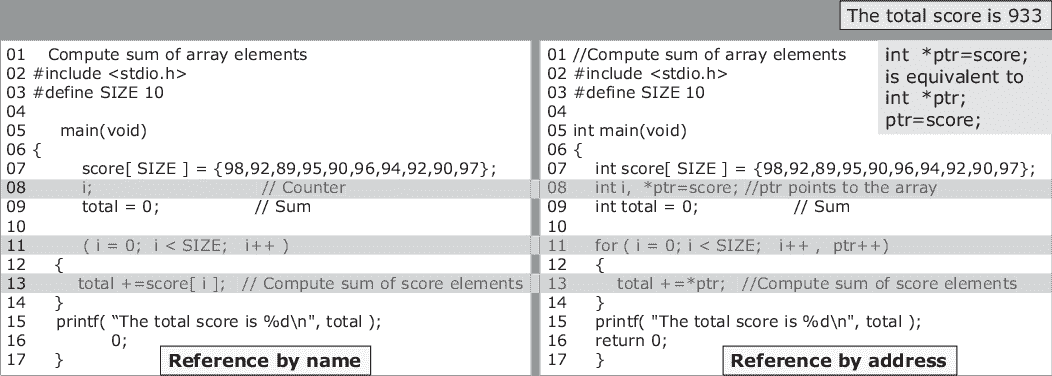 The total score is 933
01 Compute sum of array elements
02 #include <stdio.h>
03 #define SIZE 10
04
05 main(void)
06 {
07 score[ SIZE ] = {98,92,89,95,90,96,94,92,90,97};
08 i; // Counter
09 total = 0; // Sum
10
11 ( i = 0; i < SIZE; i++ )
12 {
13 total +=score[ i ]; // Compute sum of score elements
14 }
15 printf( “The total score is %d\n", total );
16 0;
17 }
Reference by name
01 //Compute sum of array elements
02 #include <stdio.h>
03 #define SIZE 10
04
05 int main(void)
06 {
07 int score[ SIZE ] = {98,92,89,95,90,96,94,92,90,97};
08 int i, *ptr=score; //ptr points to the array
09 int total = 0; // Sum
10
11 for ( i = 0; i < SIZE; i++ , ptr++)
12 {
13 total +=*ptr; //Compute sum of score elements
14 }
15 printf( "The total score is %d\n", total );
16 return 0;
17 }
Reference by address
int *ptr=score;
is equivalent to
int *ptr;
ptr=score;